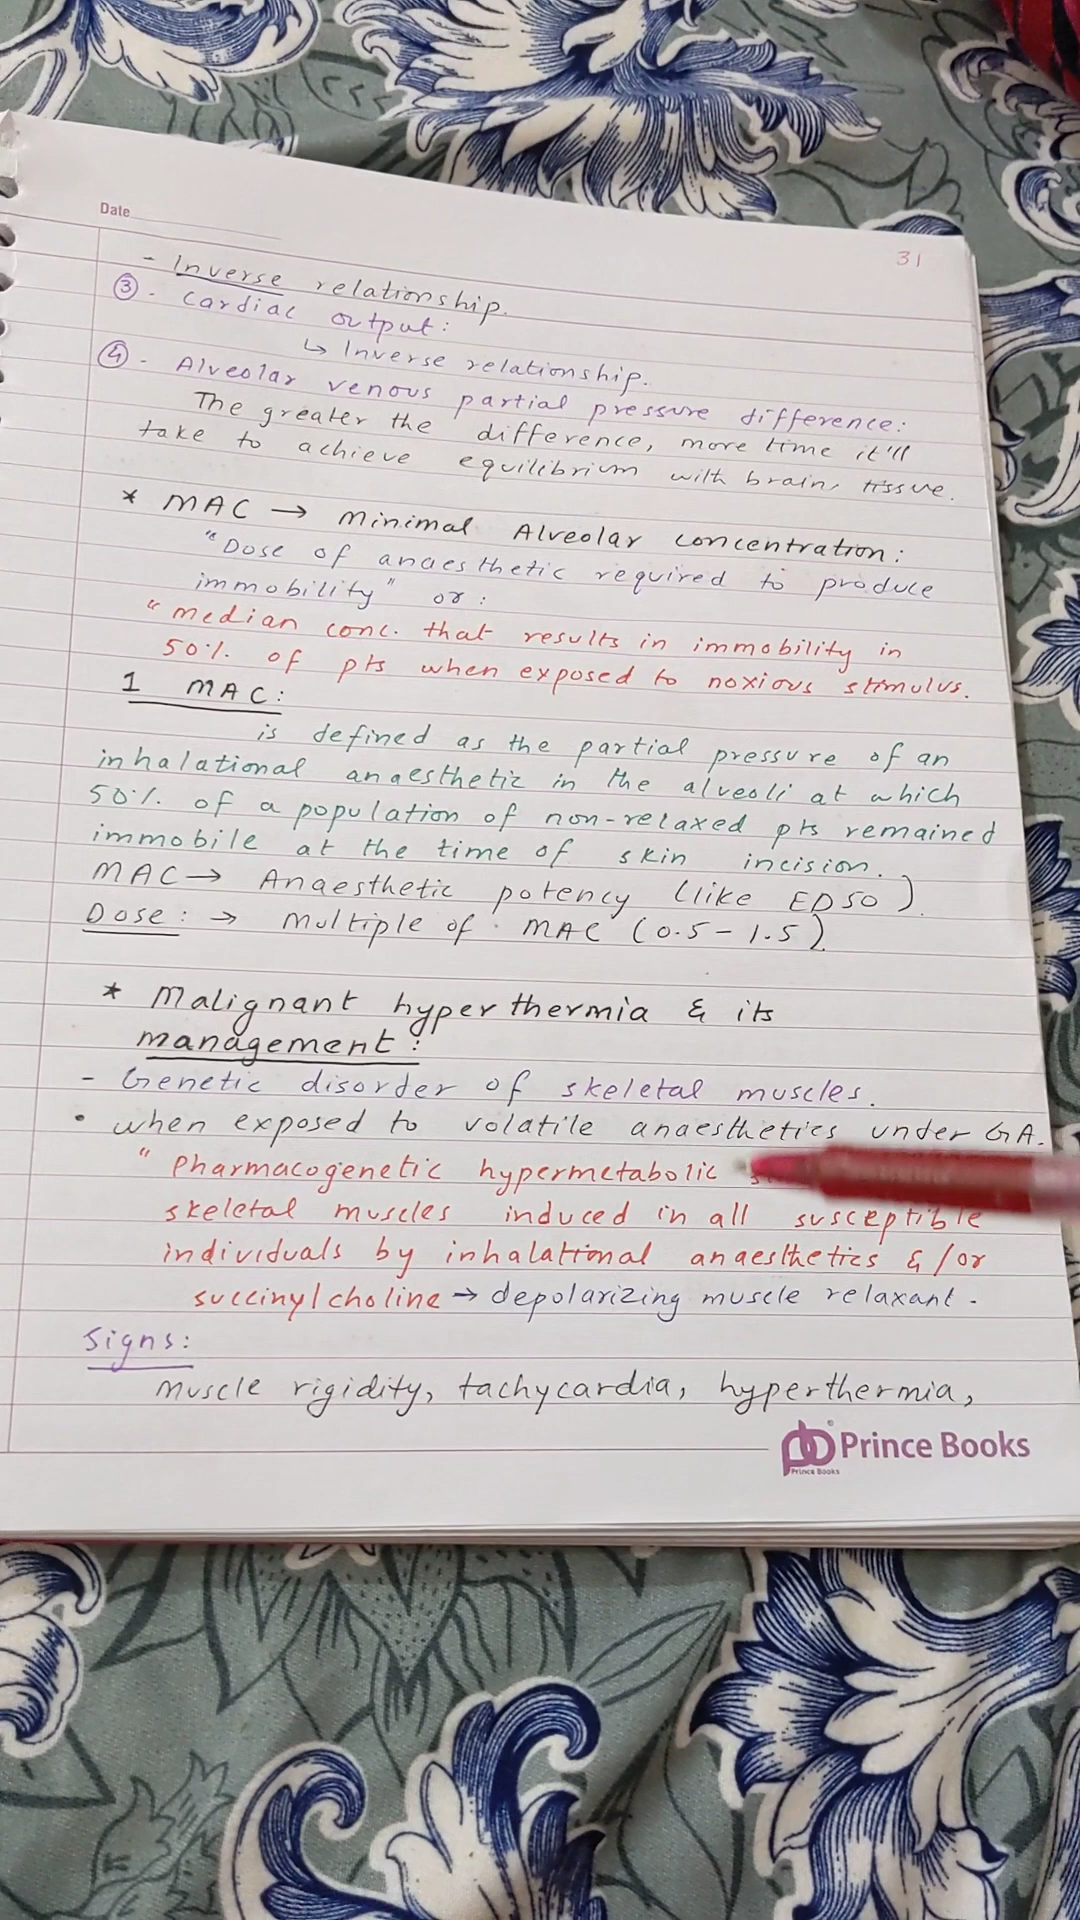 Date
31
- Inverse relationship.
③ - Cardiac output:
↳ Inverse relationship.
④ - Alveolar venous partial pressure difference:
The greater the difference, more time it'll
take to achieve equilibrium with brain, tissue.
* MAC → Minimal Alveolar concentration:
"Dose of anaesthetic required to produce
immobility" or:
"median conc. that results in immobility in
50%. of pts when exposed to noxious stimulus.
1 MAC:
is defined as the partial pressure of an
inhalational anaesthetic in the alveoli at which
50%. of a population of non-relaxed pts remained
immobile at the time of skin incision.
MAC → Anaesthetic potency (like ED50).
Dose: → Multiple of MAC (0.5-1.5)
* Malignant hyperthermia & its
management:
- Genetic disorder of skeletal muscles.
• when exposed to volatile anaesthetics under GA.
"Pharmacogenetic hypermetabolic
skeletal muscles induced in all susceptible
individuals by inhalational anaesthetics &/or
succinylcholine → depolarizing muscle relaxant.
Signs:
Muscle rigidity, tachycardia, hyperthermia,
Prince Books
Prince Books